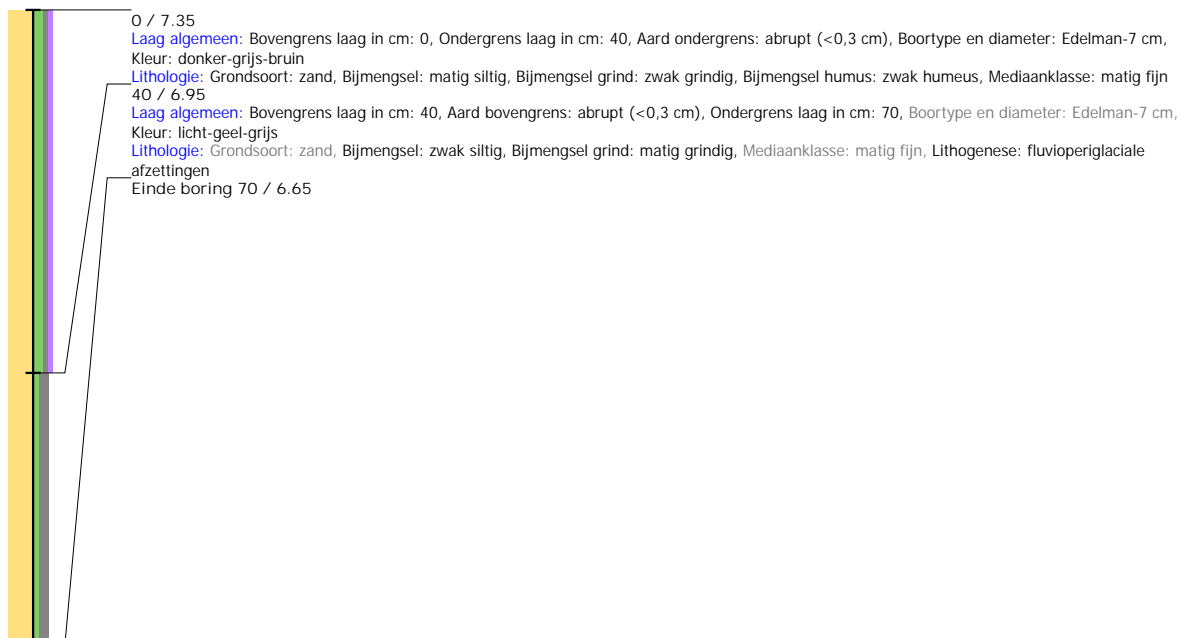 0 / 7.35
Laag algemeen: Bovengrens laag in cm: 0, Ondergrens laag in cm: 40, Aard ondergrens: abrupt (<0,3 cm), Boortype en diameter: Edelman-7 cm,
Kleur: donker-grijs-bruin
Lithologie: Grondsoort: zand, Bijmengsel: matig siltig, Bijmengsel grind: zwak grindig, Bijmengsel humus: zwak humeus, Mediaanklasse: matig fijn
40 / 6.95
Laag algemeen: Bovengrens laag in cm: 40, Aard bovengrens: abrupt (<0,3 cm), Ondergrens laag in cm: 70, Boortype en diameter: Edelman-7 cm,
Kleur: licht-geel-grijs
Lithologie: Grondsoort: zand, Bijmengsel: zwak siltig, Bijmengsel grind: matig grindig, Mediaanklasse: matig fijn, Lithogenese: fluvioperiglaciale
afzettingen
Einde boring 70 / 6.65